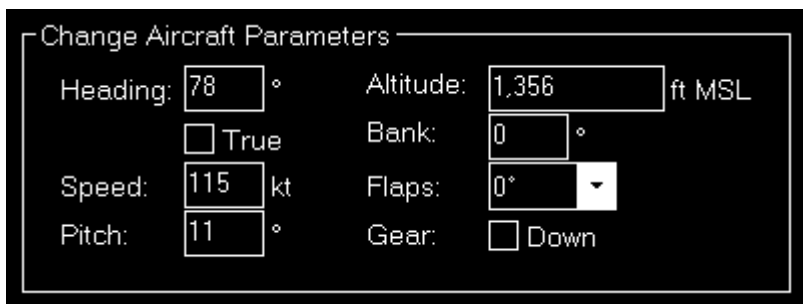 Change Aircraft Parameters
Heading: 78 ° Altitude: 1,356 ft MSL
True Bank: 0 °
Speed: 115 kt Flaps: 0°
Pitch: 11 ° Gear: Down